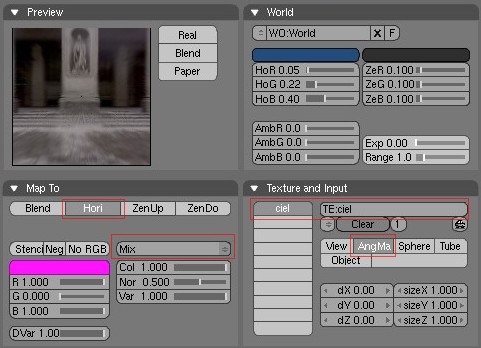 Preview
Real
Blend
Paper
World
WO:World
X
F
HoR 0.05
HoG 0.22
HoB 0.40
ZeR 0.100
ZeG 0.100
ZeB 0.100
AmbR 0.0
AmbG 0.0
AmbB 0.0
Exp 0.00
Range 1.0
Map To
Blend
Hori
ZenUp
ZenDo
Stenci
Neg
No RGB
Mix
R 1.000
G 0.000
B 1.000
Col 1.000
Nor 0.500
Var 1.000
DVar 1.00
Texture and Input
ciel
TE:ciel
Clear
1
View
AngMa
Sphere
Tube
Object
dX 0.00
dY 0.00
dZ 0.00
sizeX 1.000
sizeY 1.000
sizeZ 1.000